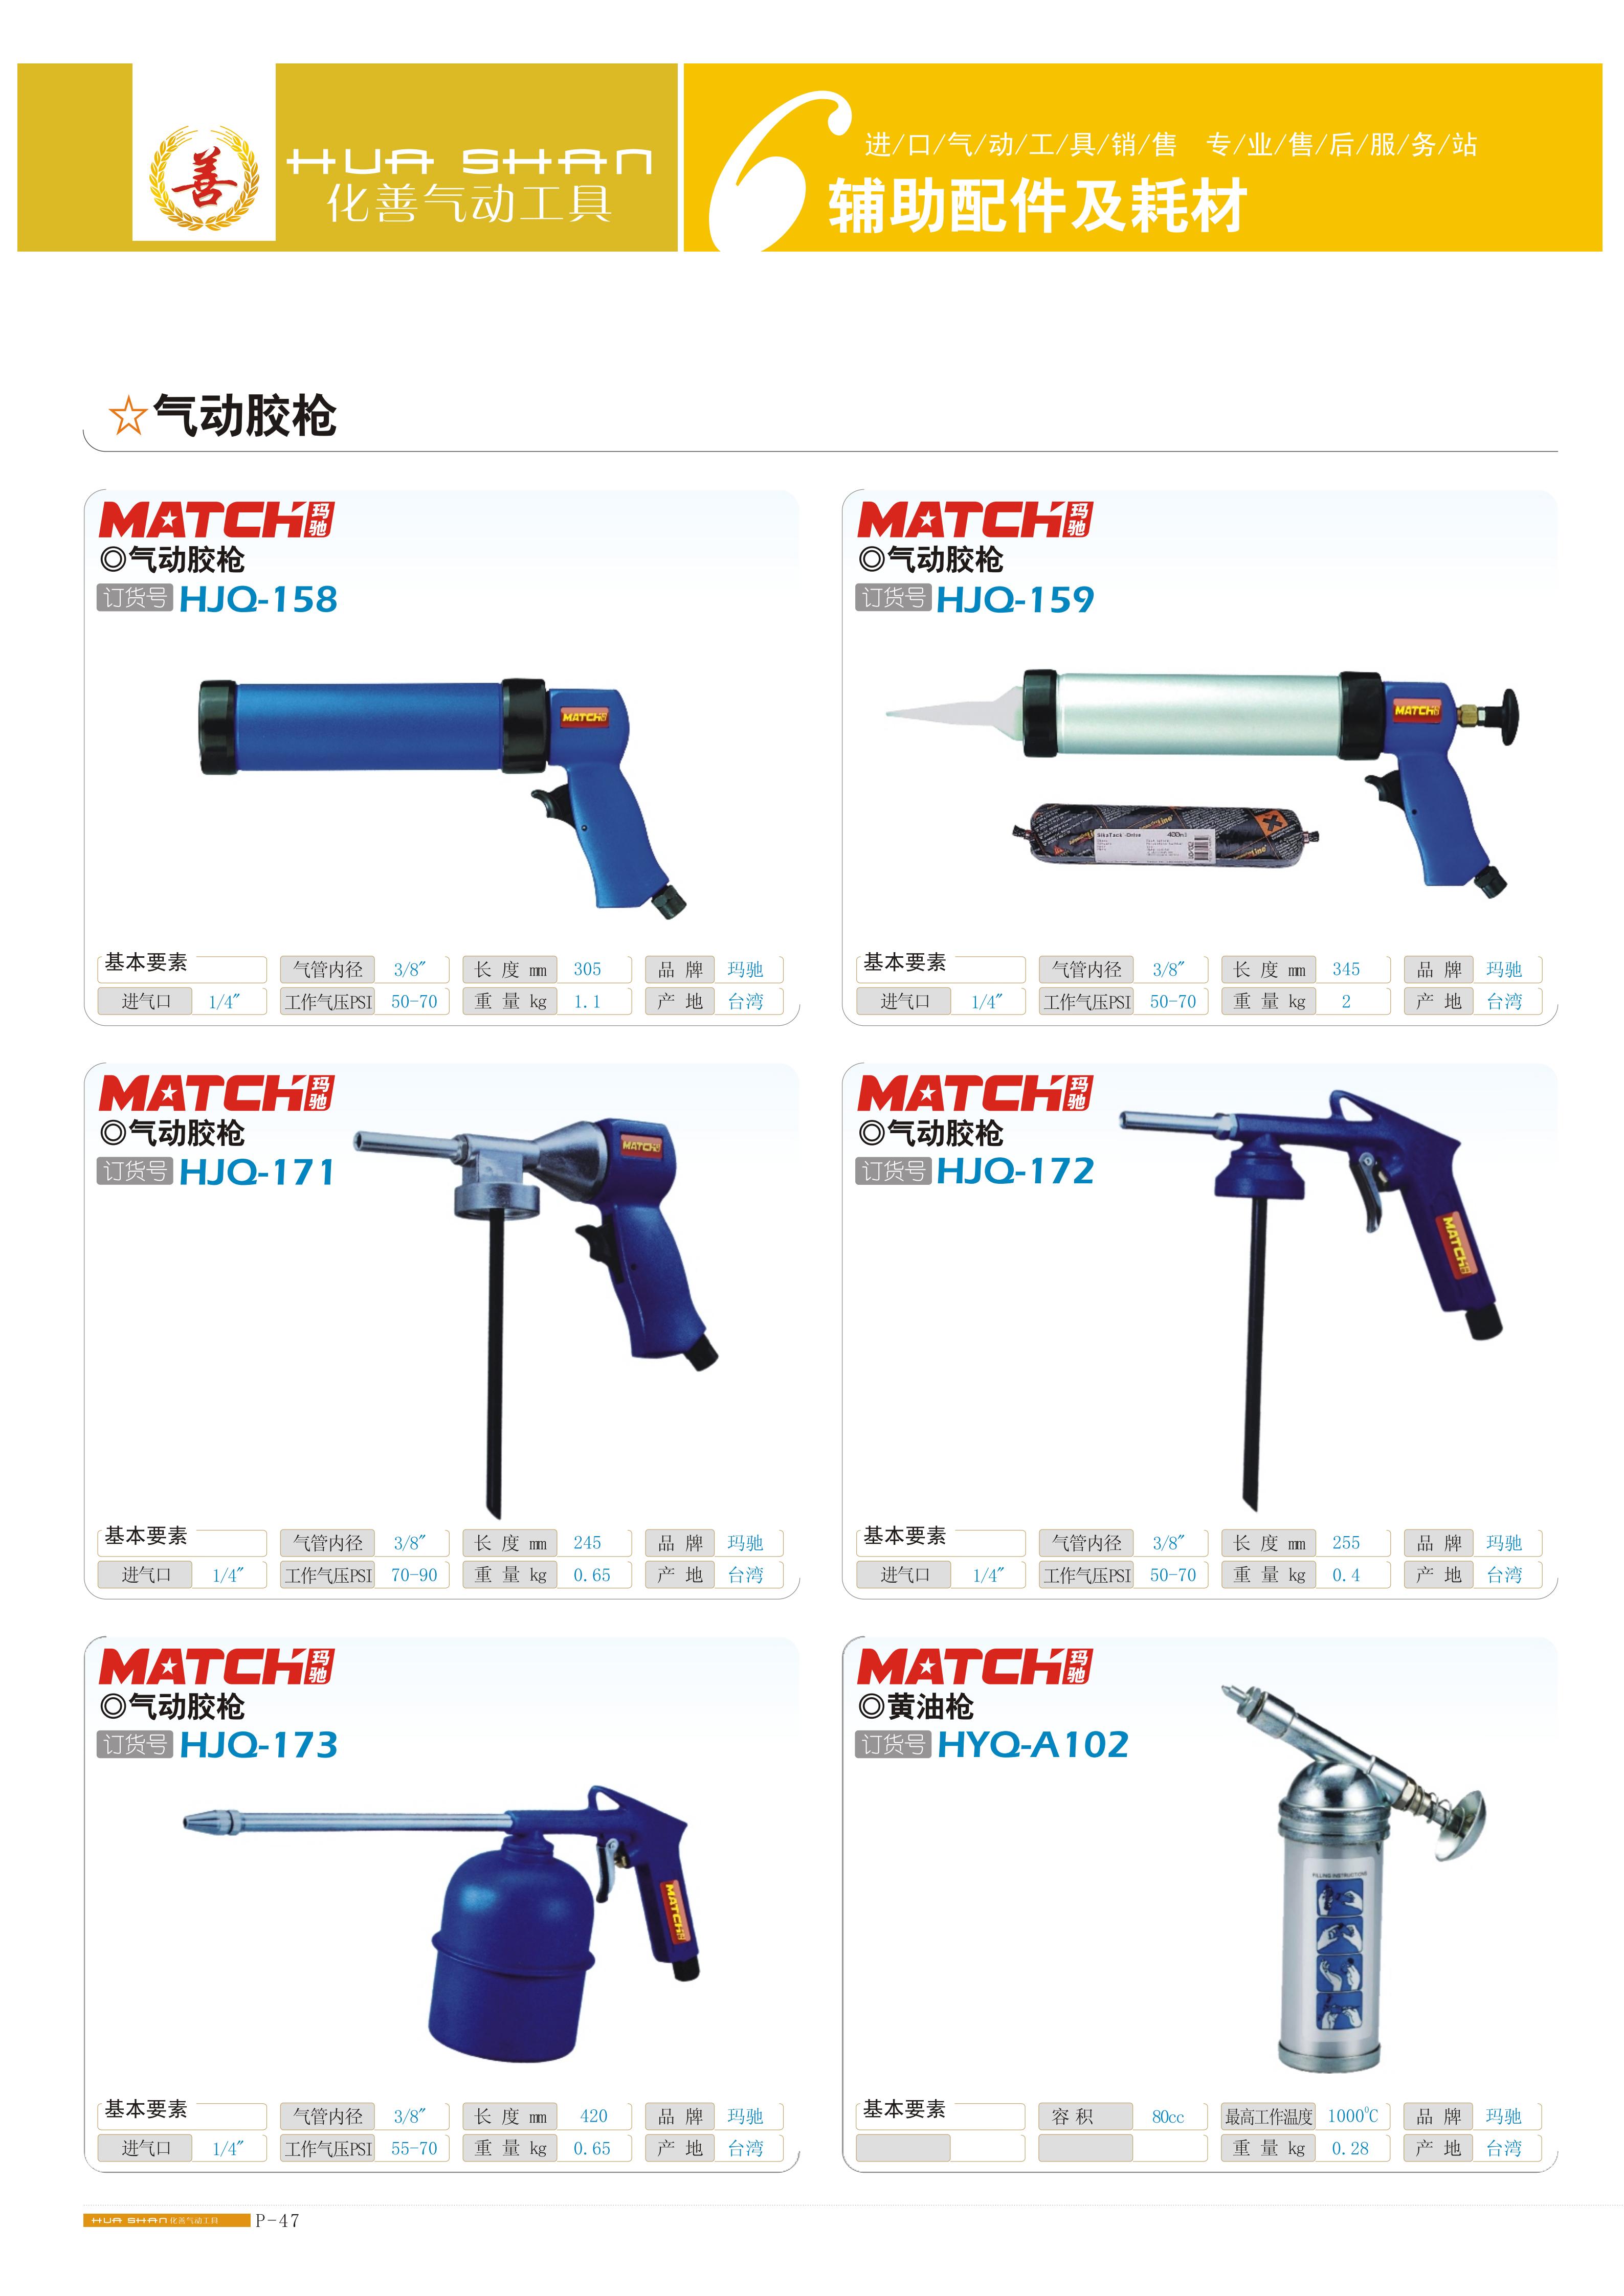 善
HUA SHAN
化善气动工具
6
进/口/气/动/工/具/销/售 专/业/售/后/服/务/站
辅助配件及耗材
☆气动胶枪
MATCH 玛驰
◎气动胶枪
订货号 HJQ-158
MATCH
基本要素 气管内径 3/8″ 长 度 mm 305 品 牌 玛驰
进气口 1/4″ 工作气压PSI 50-70 重 量 kg 1.1 产 地 台湾
MATCH 玛驰
◎气动胶枪
订货号 HJQ-159
MATCH
SikaTack-Drive 400ml
基本要素 气管内径 3/8″ 长 度 mm 345 品 牌 玛驰
进气口 1/4″ 工作气压PSI 50-70 重 量 kg 2 产 地 台湾
MATCH 玛驰
◎气动胶枪
订货号 HJQ-171
MATCH
基本要素 气管内径 3/8″ 长 度 mm 245 品 牌 玛驰
进气口 1/4″ 工作气压PSI 70-90 重 量 kg 0.65 产 地 台湾
MATCH 玛驰
◎气动胶枪
订货号 HJQ-172
MATCH
基本要素 气管内径 3/8″ 长 度 mm 255 品 牌 玛驰
进气口 1/4″ 工作气压PSI 50-70 重 量 kg 0.4 产 地 台湾
MATCH 玛驰
◎气动胶枪
订货号 HJQ-173
MATCH
基本要素 气管内径 3/8″ 长 度 mm 420 品 牌 玛驰
进气口 1/4″ 工作气压PSI 55-70 重 量 kg 0.65 产 地 台湾
MATCH 玛驰
◎黄油枪
订货号 HYQ-A102
FILLING INSTRUCTIONS
基本要素 容 积 80cc 最高工作温度 1000⁰C 品 牌 玛驰
重 量 kg 0.28 产 地 台湾
HUA SHAN 化善气动工具 P-47